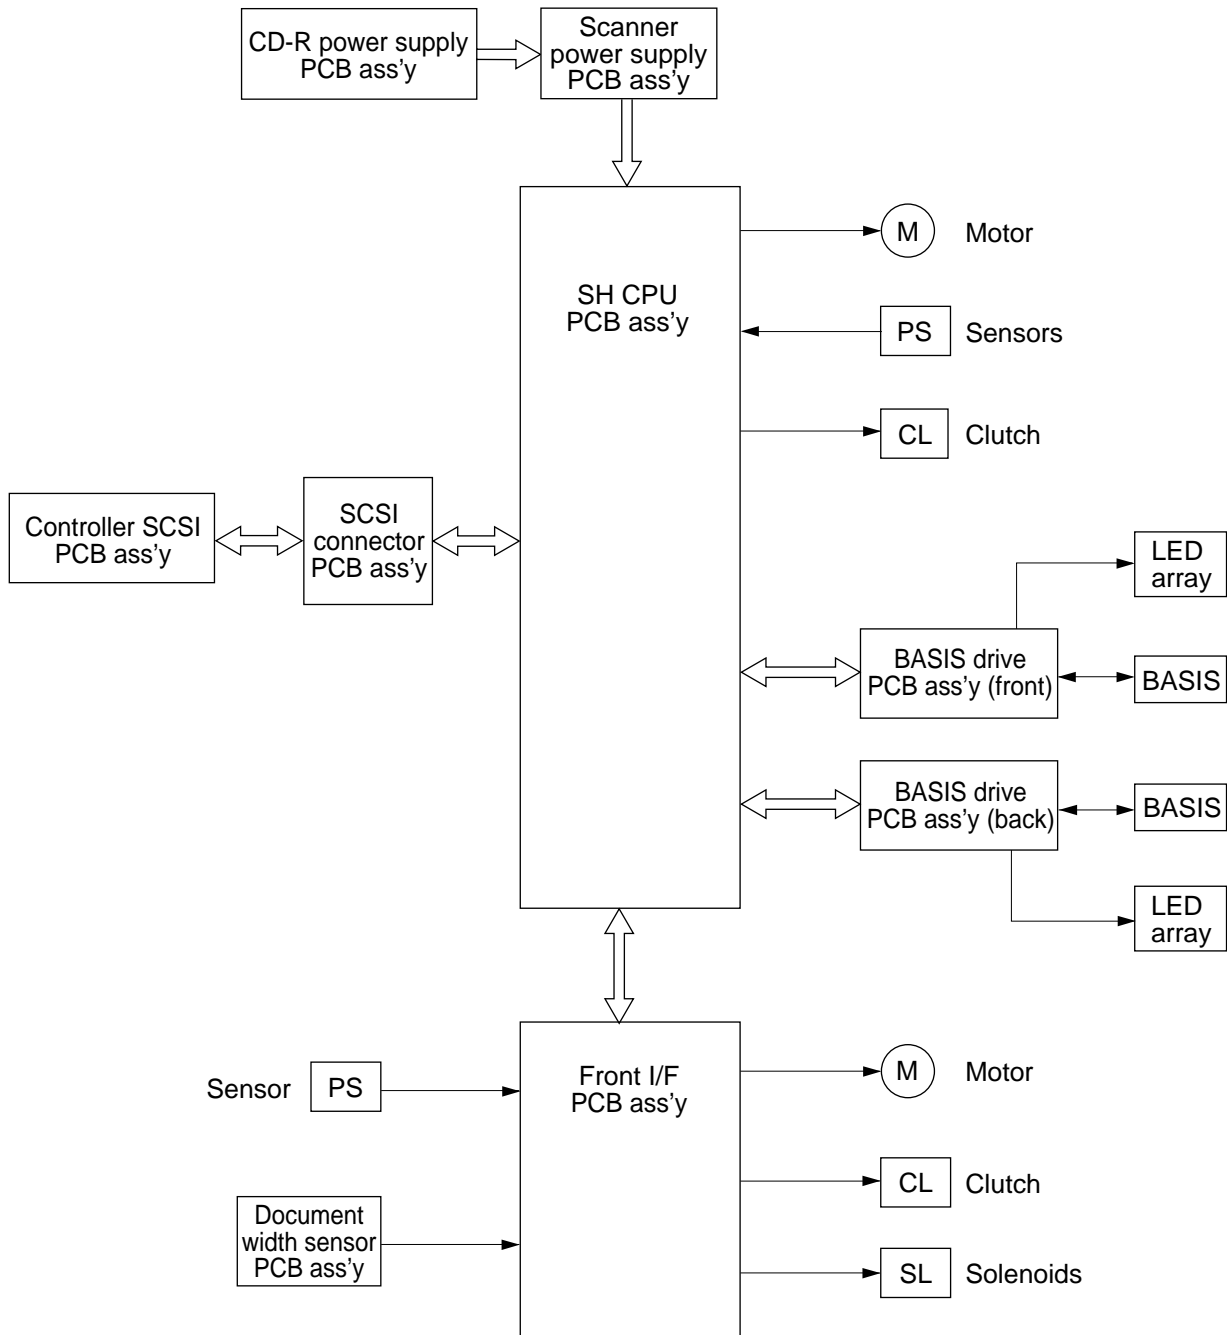 CD-R power supply
PCB ass'y
Scanner
power supply
PCB ass'y
SH CPU
PCB ass'y
M Motor
PS Sensors
CL Clutch
Controller SCSI
PCB ass'y
SCSI
connector
PCB ass'y
LED
array
BASIS drive
PCB ass'y (front)
BASIS
BASIS drive
PCB ass'y (back)
BASIS
LED
array
Front I/F
PCB ass'y
Sensor PS
M Motor
CL Clutch
Document
width sensor
PCB ass'y
SL Solenoids